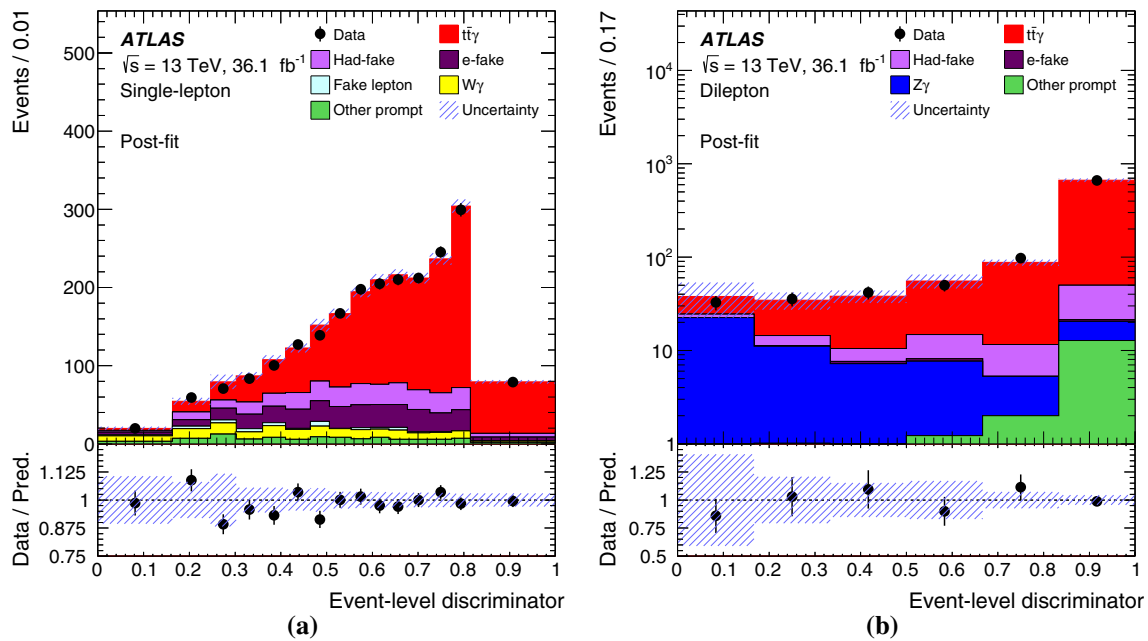 Events / 0.01
500
400
300
200
100
0
ATLAS
√s = 13 TeV, 36.1 fb⁻¹
Single-lepton
Post-fit
Data
tt̄γ
Had-fake
e-fake
Fake lepton
Wγ
Other prompt
Uncertainty
Data / Pred.
1.125
1
0.875
0.75
0 0.1 0.2 0.3 0.4 0.5 0.6 0.7 0.8 0.9 1
Event-level discriminator
(a)
Events / 0.17
10⁴
10³
10²
10
1
ATLAS
√s = 13 TeV, 36.1 fb⁻¹
Dilepton
Post-fit
Data
tt̄γ
Had-fake
e-fake
Zγ
Other prompt
Uncertainty
Data / Pred.
1.25
1
0.75
0.5
0 0.1 0.2 0.3 0.4 0.5 0.6 0.7 0.8 0.9 1
Event-level discriminator
(b)